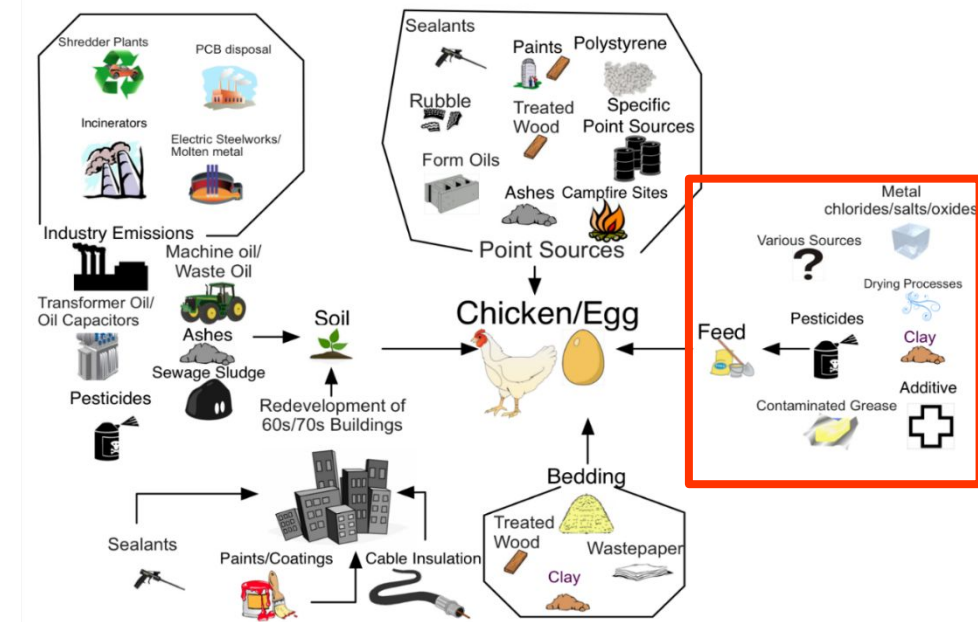 Shredder Plants
PCB disposal
Incinerators
Electric Steelworks/
Molten metal
Industry Emissions
Machine oil/
Waste Oil
Transformer Oil/
Oil Capacitors
Ashes
Sewage Sludge
Pesticides
Soil
Redevelopment of
60s/70s Buildings
Sealants
Paints/Coatings
Cable Insulation
Sealants
Paints
Polystyrene
Rubble
Treated
Wood
Specific
Point Sources
Form Oils
Ashes
Campfire Sites
Point Sources
Chicken/Egg
Bedding
Treated
Wood
Wastepaper
Clay
Metal
chlorides/salts/oxides
Various Sources
?
Drying Processes
Feed
Pesticides
Clay
Additive
Contaminated Grease